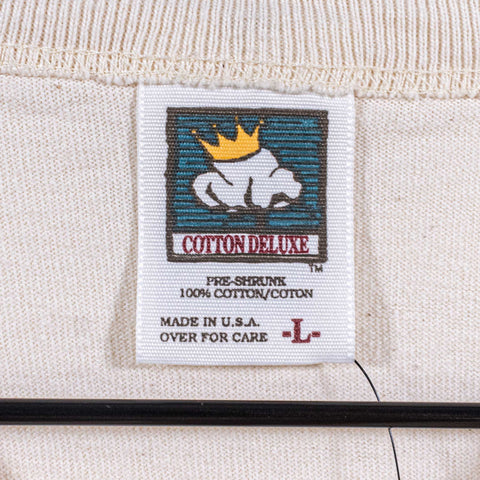 COTTON DELUXE
TM
PRE-SHRUNK
100% COTTON/COTON
MADE IN U.S.A.
OVER FOR CARE -L-